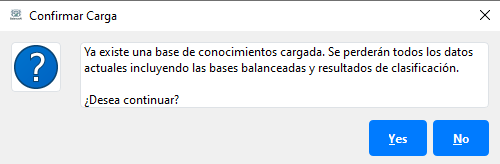 Confirmar Carga
Ya existe una base de conocimientos cargada. Se perderán todos los datos
actuales incluyendo las bases balanceadas y resultados de clasificación.
¿Desea continuar?
Yes
No